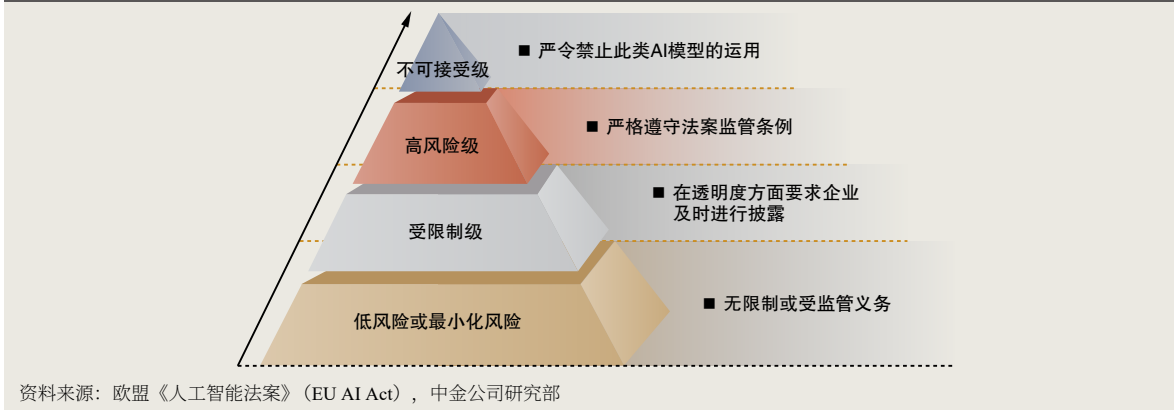 不可接受级
■ 严令禁止此类AI模型的运用
高风险级
■ 严格遵守法案监管条例
受限制级
■ 在透明度方面要求企业
及时进行披露
低风险或最小化风险
■ 无限制或受监管义务
资料来源：欧盟《人工智能法案》（EU AI Act），中金公司研究部